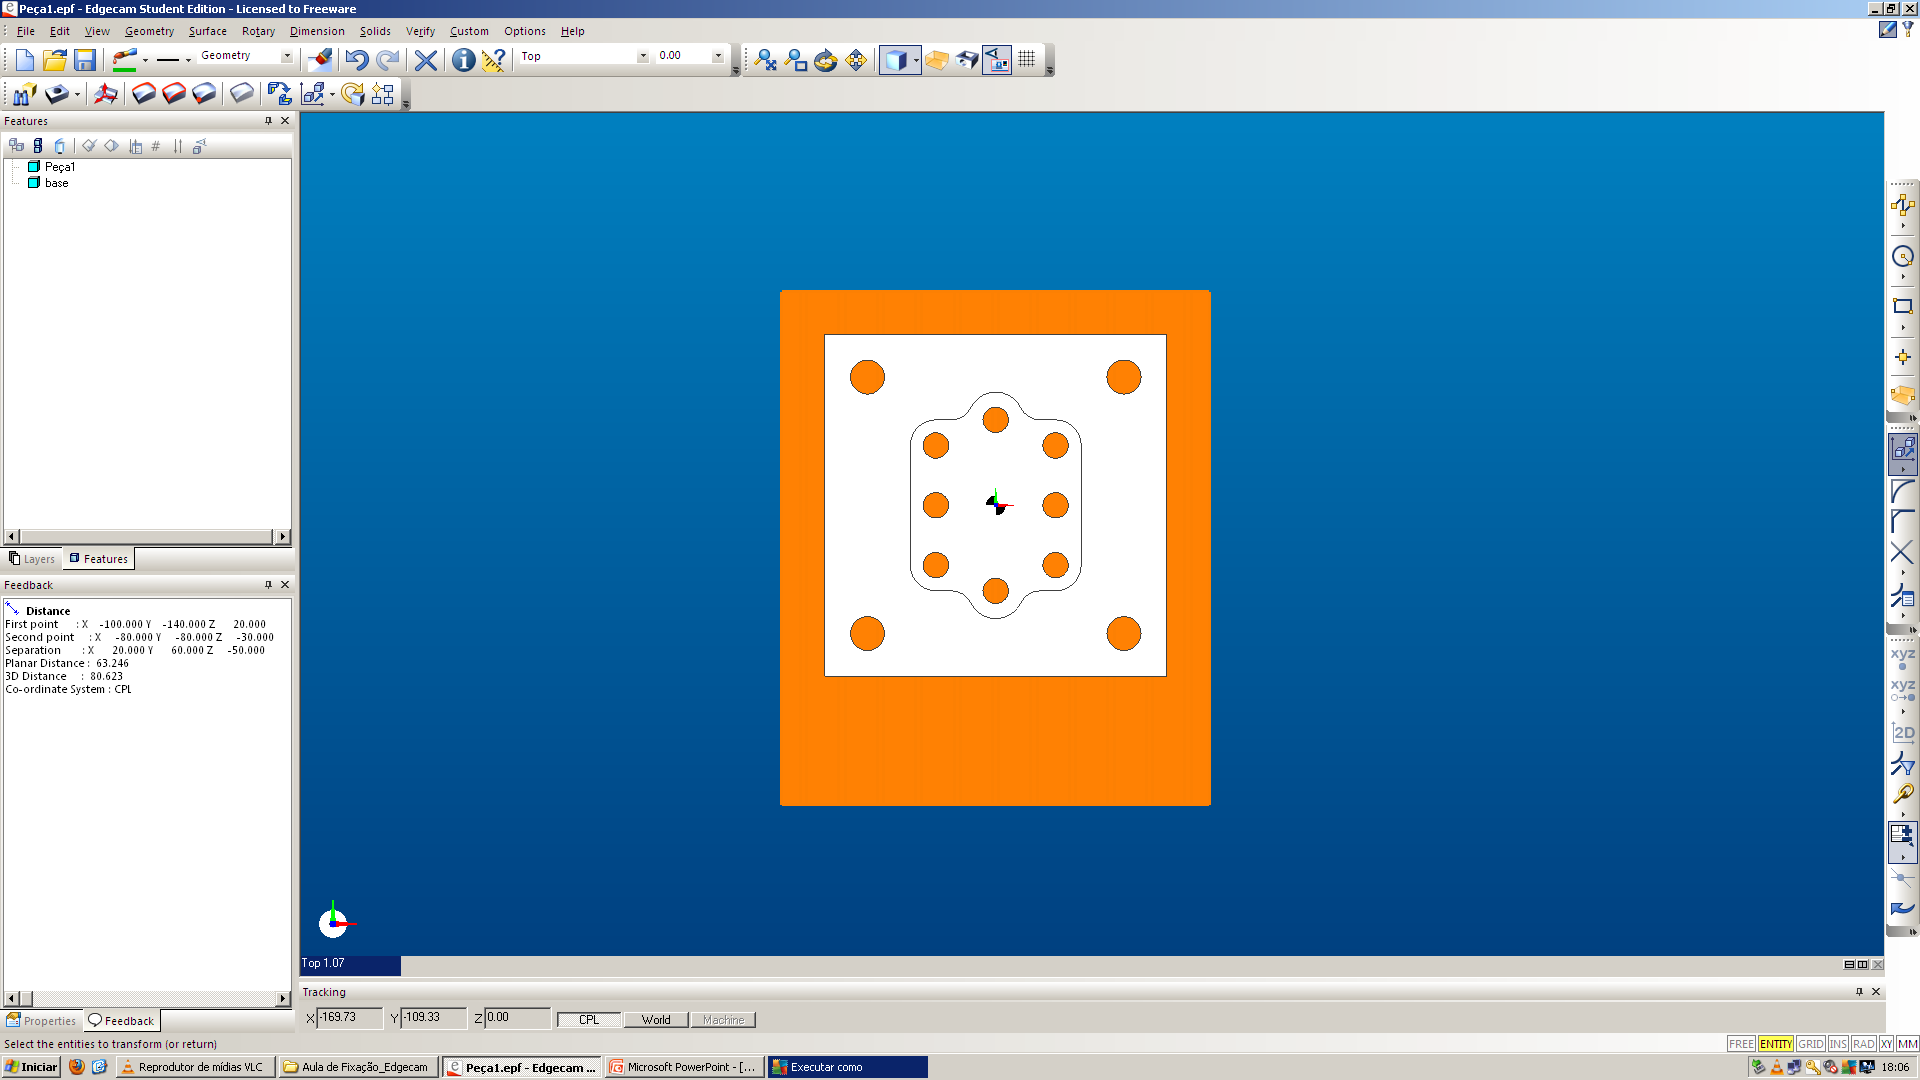 Peça1.epf - Edgecam Student Edition - Licensed to Freeware
File Edit View Geometry Surface Rotary Dimension Solids Verify Custom Options Help
Geometry Top 0.00
Features
Peça1
base
Layers Features
Feedback
Distance
First point : X -100.000 Y -140.000 Z 20.000
Second point : X -80.000 Y -80.000 Z -30.000
Separation : X 20.000 Y 60.000 Z -50.000
Planar Distance : 63.246
3D Distance : 80.623
Co-ordinate System : CPL
xyz
xyz
2D
Top 1.07
Tracking
X -169.73 Y -109.33 Z 0.00 CPL World Machine
Properties Feedback
Select the entities to transform (or return)
FREE ENTITY GRID INS RAD XY MM
Iniciar Reprodutor de mídias VLC Aula de Fixação_Edgecam Peça1.epf - Edgecam ... Microsoft PowerPoint - [... Executar como 18:06